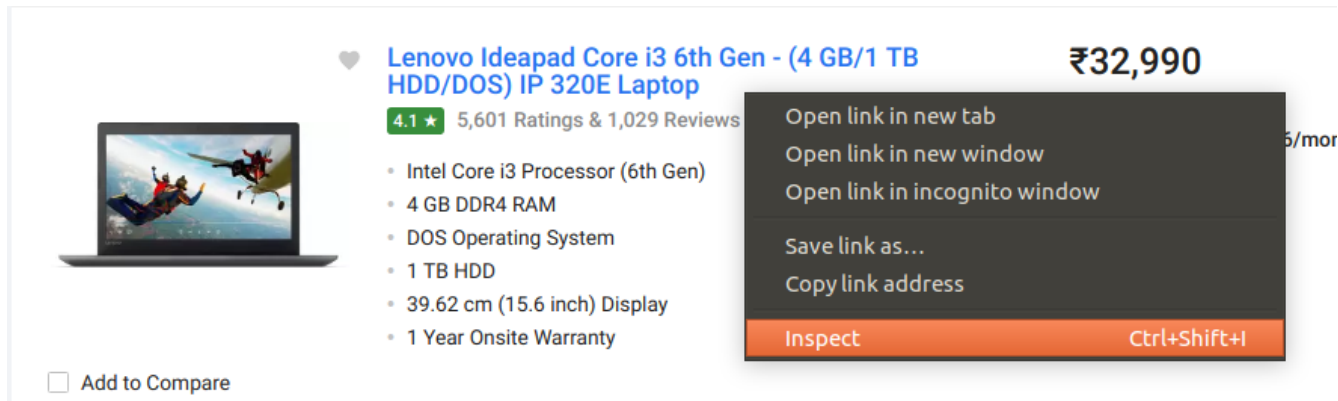 Lenovo Ideapad Core i3 6th Gen - (4 GB/1 TB
HDD/DOS) IP 320E Laptop
₹32,990
4.1 ★ 5,601 Ratings & 1,029 Reviews
Intel Core i3 Processor (6th Gen)
4 GB DDR4 RAM
DOS Operating System
1 TB HDD
39.62 cm (15.6 inch) Display
1 Year Onsite Warranty
Add to Compare
Open link in new tab
Open link in new window
Open link in incognito window
Save link as...
Copy link address
Inspect Ctrl+Shift+I